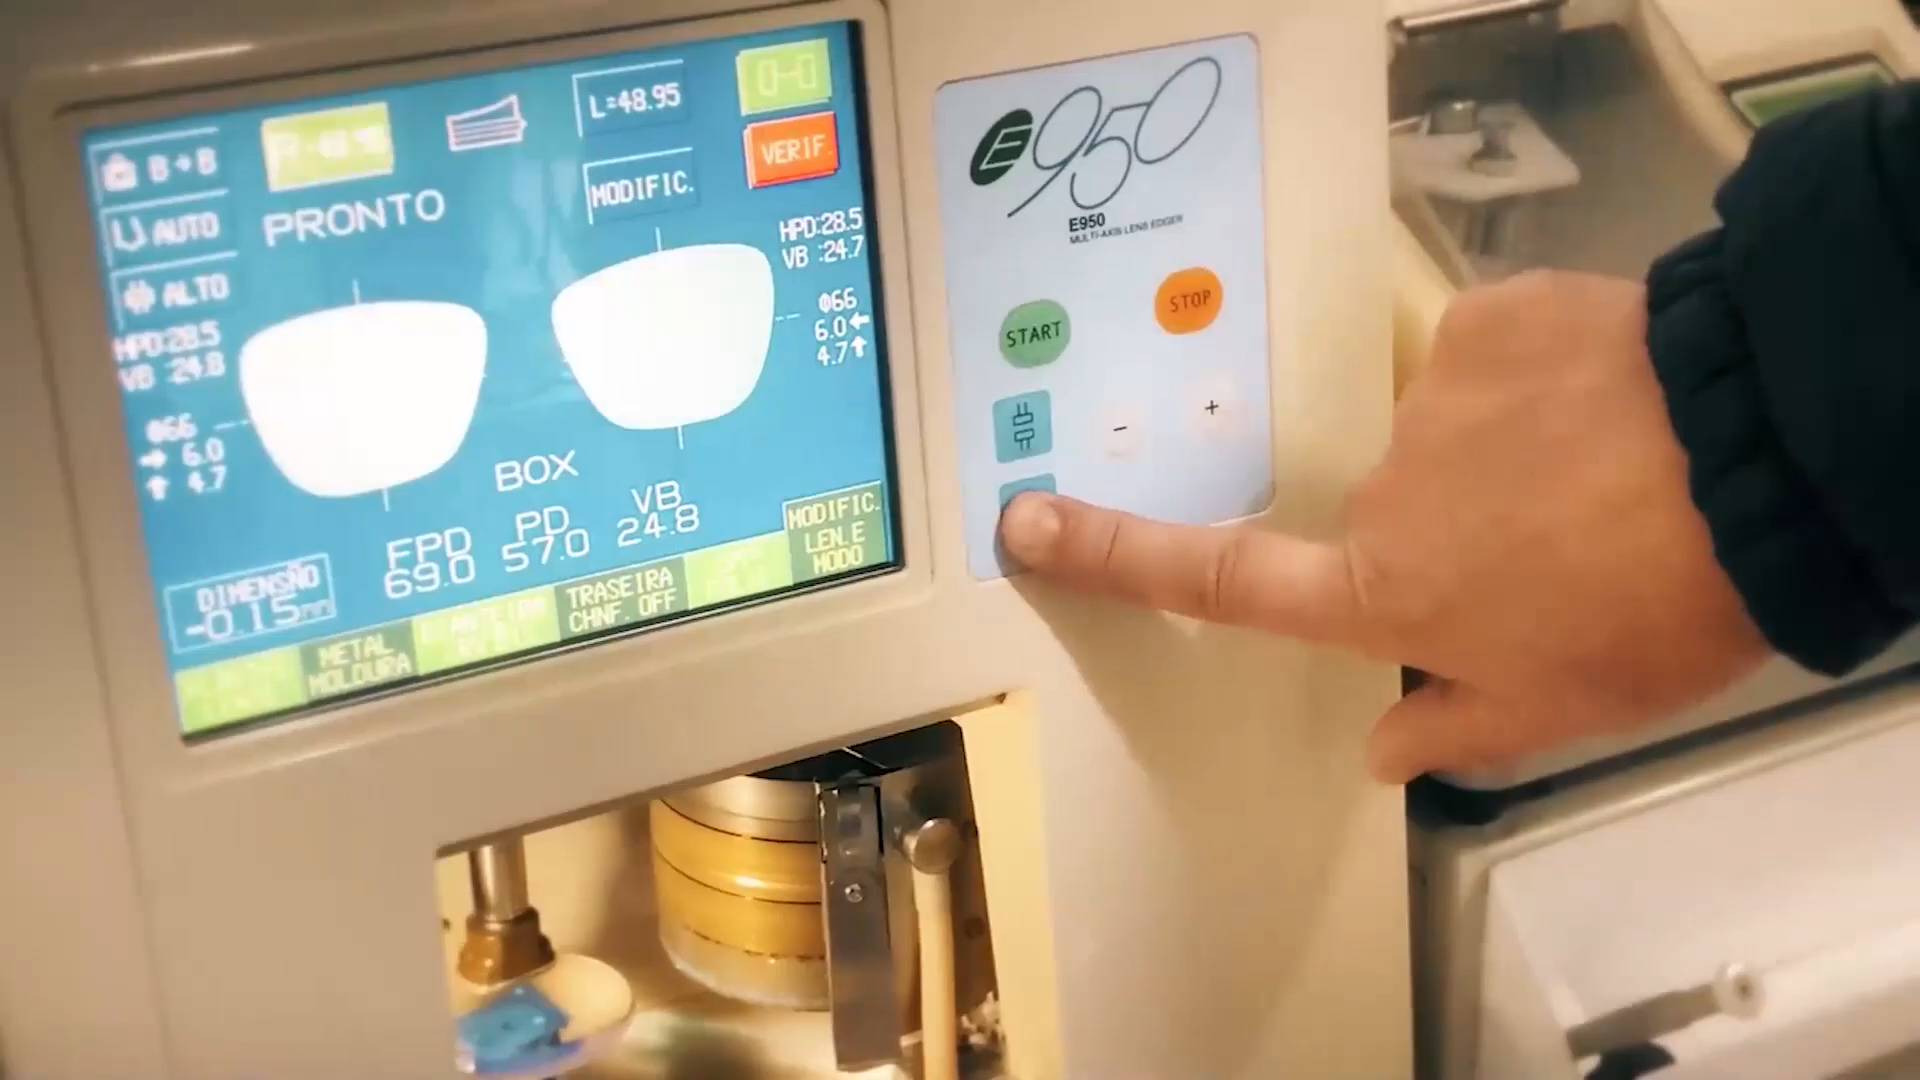 B→B
L=48.95
VERIF.
AUTO
PRONTO
MODIFIC.
ALTO
HPD:28.5
VB :24.7
HPD:28.5
VB :24.8
Φ66
6.0←
4.7↑
Φ66
→ 6.0
↑ 4.7
BOX
FPD
69.0
PD
57.0
VB
24.8
DIMENSÃO
-0.15mm
METAL
MOLDURA
TRASEIRA
CHNF. OFF
MODIFIC.
LEN.E
MODO
E 950
E950
MULTI-AXIS LENS EDGER
START
STOP
-
+